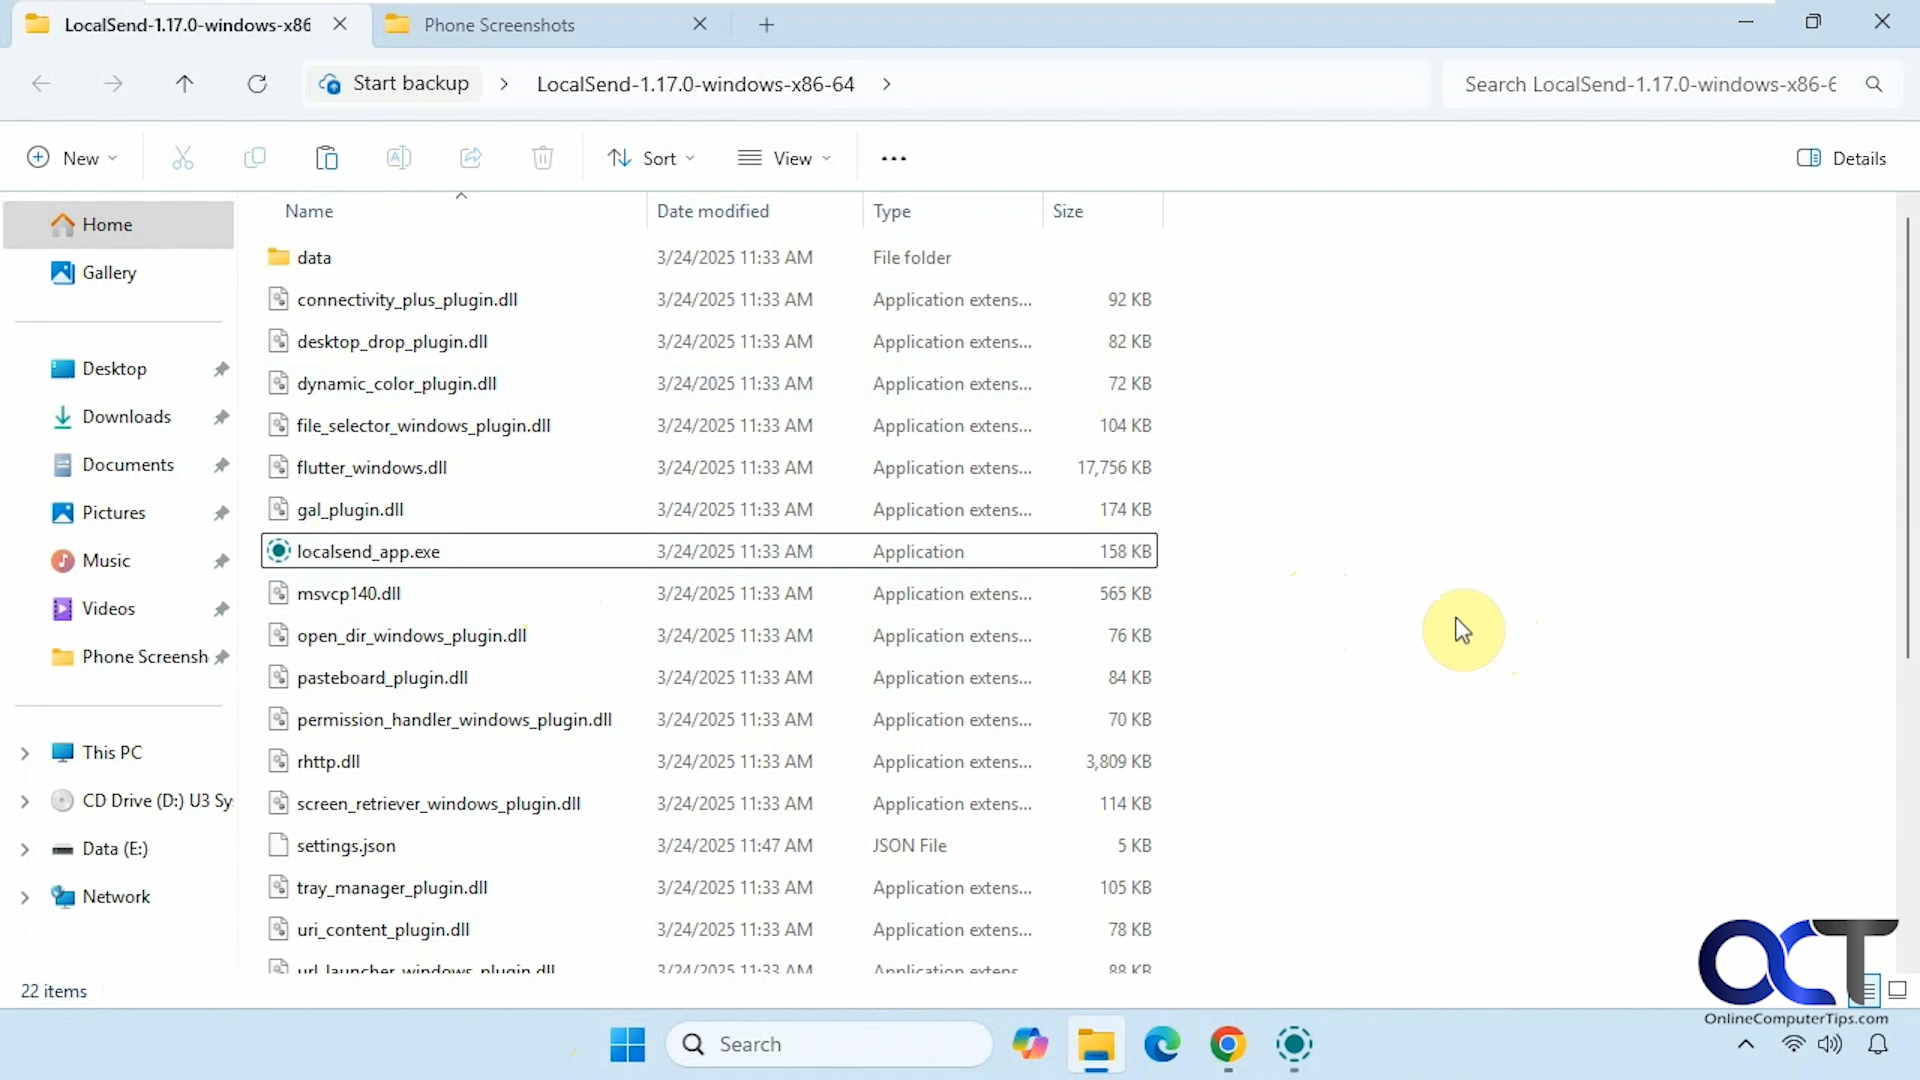 LocalSend-1.17.0-windows-x86
Phone Screenshots
Start backup
LocalSend-1.17.0-windows-x86-64
Search LocalSend-1.17.0-windows-x86-6
New
Sort
View
Details
Name Date modified Type Size
Home
Gallery
Desktop
Downloads
Documents
Pictures
Music
Videos
Phone Screensh
This PC
CD Drive (D:) U3 Sy
Data (E:)
Network
data 3/24/2025 11:33 AM File folder
connectivity_plus_plugin.dll 3/24/2025 11:33 AM Application extens... 92 KB
desktop_drop_plugin.dll 3/24/2025 11:33 AM Application extens... 82 KB
dynamic_color_plugin.dll 3/24/2025 11:33 AM Application extens... 72 KB
file_selector_windows_plugin.dll 3/24/2025 11:33 AM Application extens... 104 KB
flutter_windows.dll 3/24/2025 11:33 AM Application extens... 17,756 KB
gal_plugin.dll 3/24/2025 11:33 AM Application extens... 174 KB
localsend_app.exe 3/24/2025 11:33 AM Application 158 KB
msvcp140.dll 3/24/2025 11:33 AM Application extens... 565 KB
open_dir_windows_plugin.dll 3/24/2025 11:33 AM Application extens... 76 KB
pasteboard_plugin.dll 3/24/2025 11:33 AM Application extens... 84 KB
permission_handler_windows_plugin.dll 3/24/2025 11:33 AM Application extens... 70 KB
rhttp.dll 3/24/2025 11:33 AM Application extens... 3,809 KB
screen_retriever_windows_plugin.dll 3/24/2025 11:33 AM Application extens... 114 KB
settings.json 3/24/2025 11:47 AM JSON File 5 KB
tray_manager_plugin.dll 3/24/2025 11:33 AM Application extens... 105 KB
uri_content_plugin.dll 3/24/2025 11:33 AM Application extens... 78 KB
url_launcher_windows_plugin.dll 3/24/2025 11:33 AM Application extens... 88 KB
22 items
OCT
OnlineComputerTips.com
Search